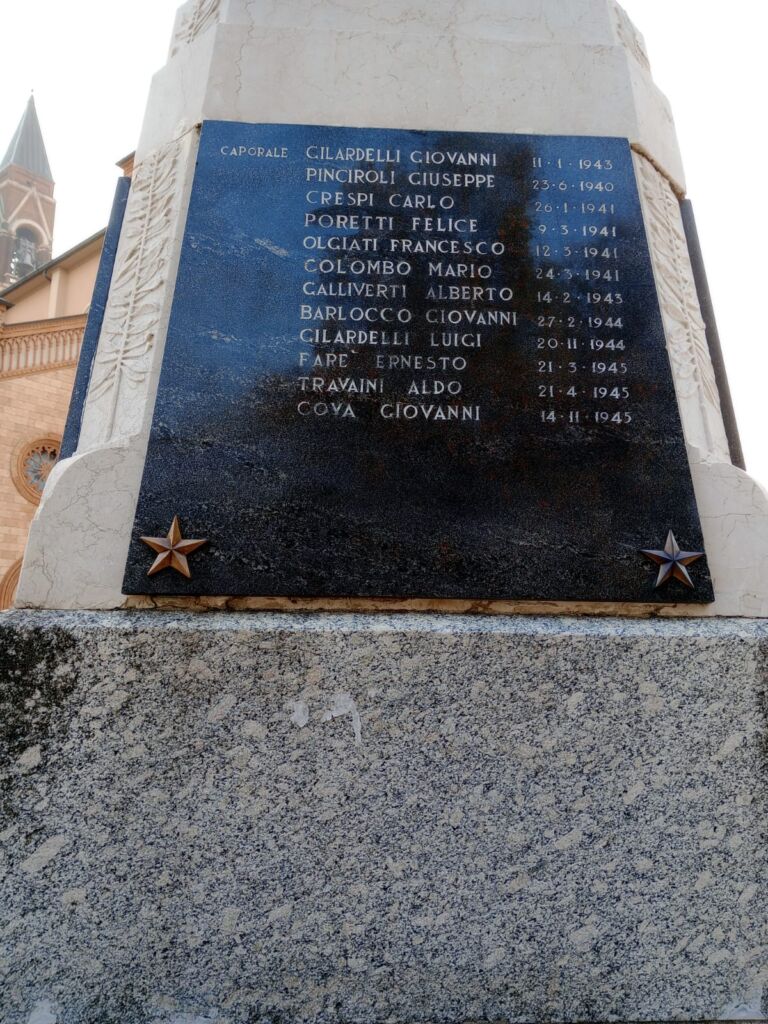 CAPORALE GILARDELLI GIOVANNI 11·1·1943
PINCIROLI GIUSEPPE 23·6·1940
CRESPI CARLO 26·1·1941
PORETTI FELICE 9·3·1941
OLGIATI FRANCESCO 12·3·1941
COLOMBO MARIO 24·3·1941
GALLIVERTI ALBERTO 14·2·1943
BARLOCCO GIOVANNI 27·2·1944
GILARDELLI LUIGI 20·11·1944
FARE' ERNESTO 21·3·1945
TRAVAINI ALDO 21·4·1945
COVA GIOVANNI 14·11·1945